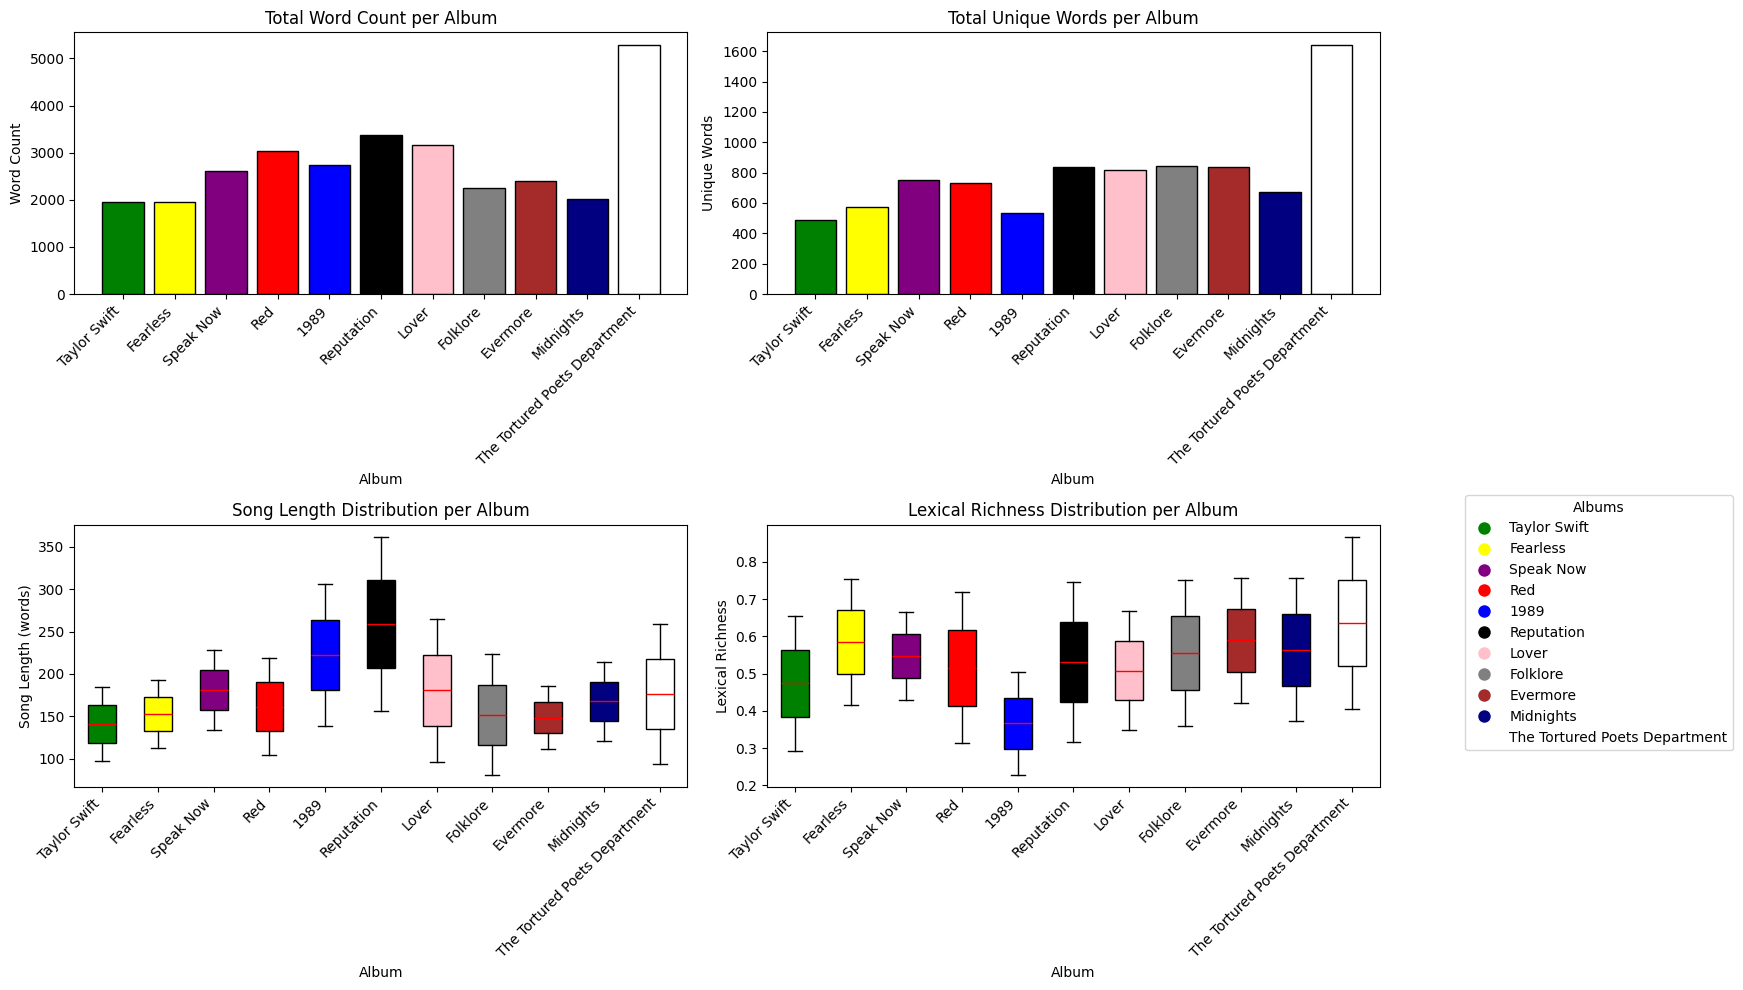 Total Word Count per Album
Word Count
5000
4000
3000
2000
1000
0
Taylor Swift
Fearless
Speak Now
Red
1989
Reputation
Lover
Folklore
Evermore
Midnights
The Tortured Poets Department
Album
Total Unique Words per Album
Unique Words
1600
1400
1200
1000
800
600
400
200
0
Taylor Swift
Fearless
Speak Now
Red
1989
Reputation
Lover
Folklore
Evermore
Midnights
The Tortured Poets Department
Album
Song Length Distribution per Album
Song Length (words)
350
300
250
200
150
100
Taylor Swift
Fearless
Speak Now
Red
1989
Reputation
Lover
Folklore
Evermore
Midnights
The Tortured Poets Department
Album
Lexical Richness Distribution per Album
Lexical Richness
0.8
0.7
0.6
0.5
0.4
0.3
0.2
Taylor Swift
Fearless
Speak Now
Red
1989
Reputation
Lover
Folklore
Evermore
Midnights
The Tortured Poets Department
Album
Albums
Taylor Swift
Fearless
Speak Now
Red
1989
Reputation
Lover
Folklore
Evermore
Midnights
The Tortured Poets Department